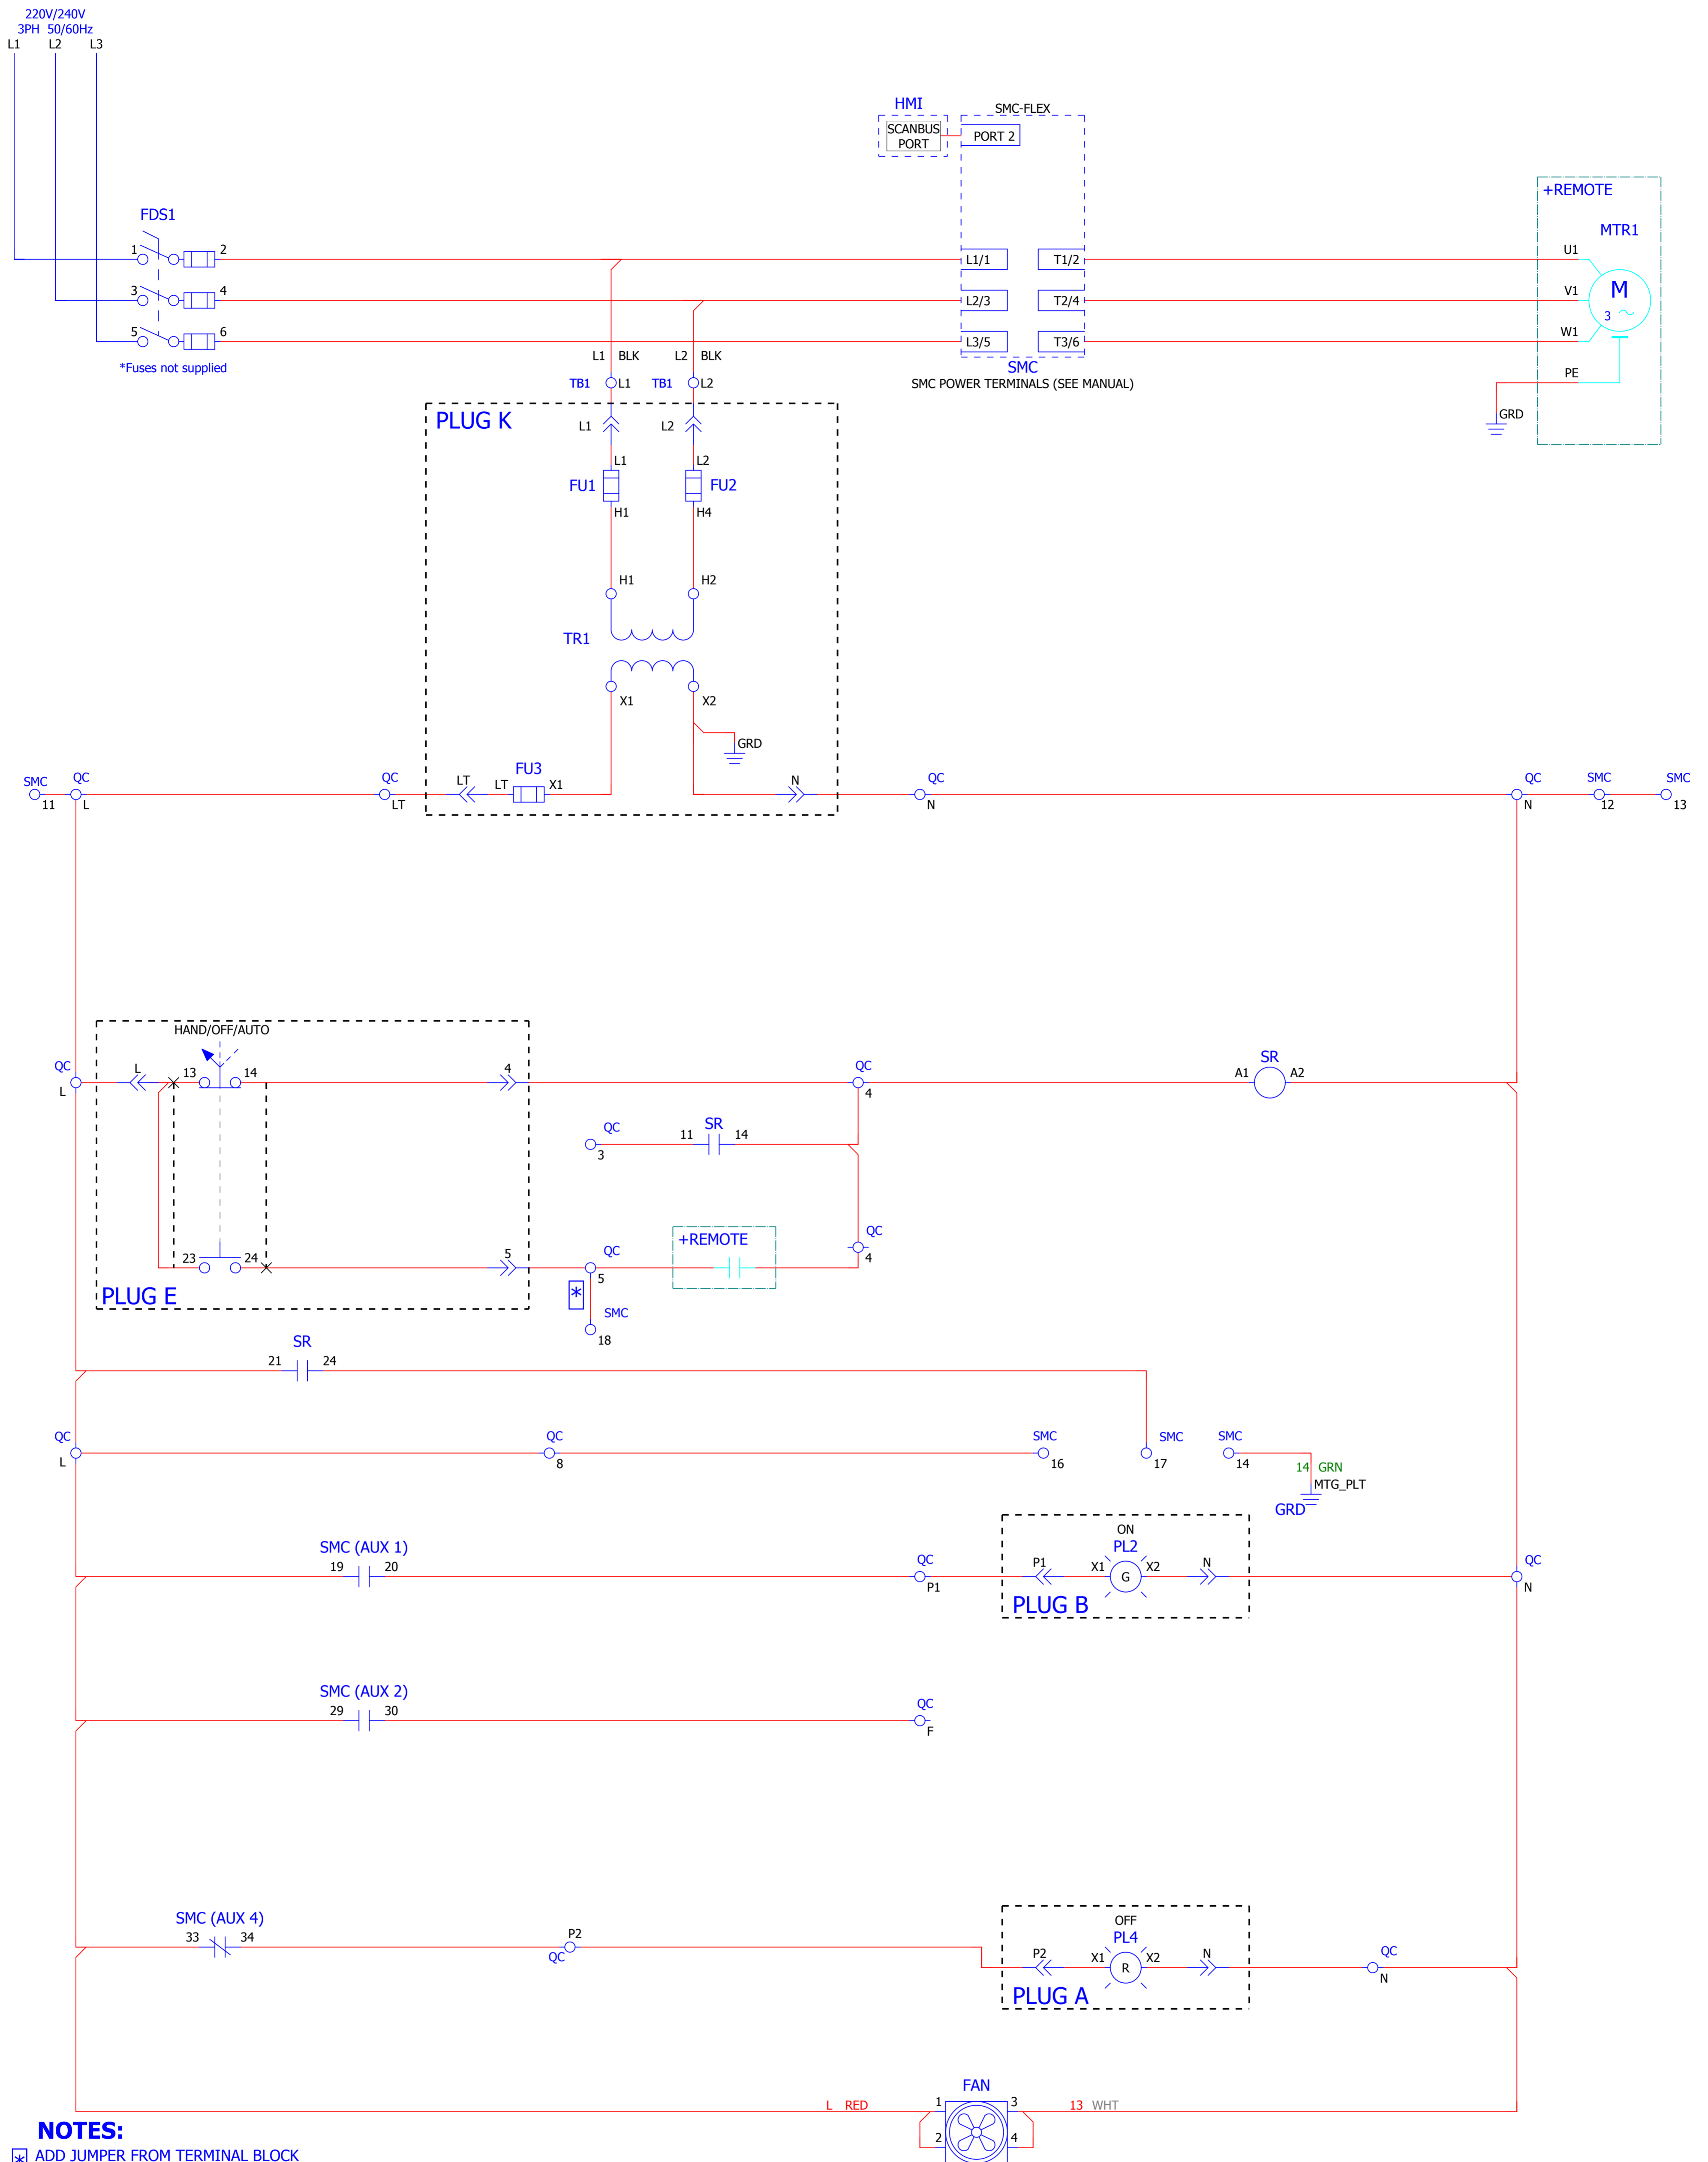 220V/240V
3PH 50/60Hz
L1 L2 L3
HMI
SMC-FLEX
SCANBUS
PORT
PORT 2
+REMOTE
MTR1
FDS1
1 2
3 4
5 6
*Fuses not supplied
L1/1 T1/2
L2/3 T2/4
L3/5 T3/6
SMC
SMC POWER TERMINALS (SEE MANUAL)
U1
V1
W1
PE
M
3
GRD
L1 BLK L2 BLK
TB1 L1 TB1 L2
PLUG K
L1 L2
L1 L2
FU1 FU2
H1 H4
H1 H2
TR1
X1 X2
GRD
FU3
SMC QC QC LT LT X1 N QC QC SMC SMC
11 L LT N N 12 13
HAND/OFF/AUTO
QC L 13 14 4 QC SR
L 4 A1 A2
QC SR
3 11 14
+REMOTE QC
4
23 24 5 QC
5
PLUG E
*
SMC
18
SR
21 24
QC QC SMC SMC SMC
L 8 16 17 14
14 GRN
MTG_PLT
GRD
ON
PL2
SMC (AUX 1)
19 20 QC P1 X1 G X2 N QC
P1 N
PLUG B
SMC (AUX 2)
29 30 QC
F
OFF
PL4
SMC (AUX 4)
33 34 P2
QC
P2 X1 R X2 N QC
N
PLUG A
FAN
L RED 1 3 13 WHT
2 4
NOTES:
* ADD JUMPER FROM TERMINAL BLOCK